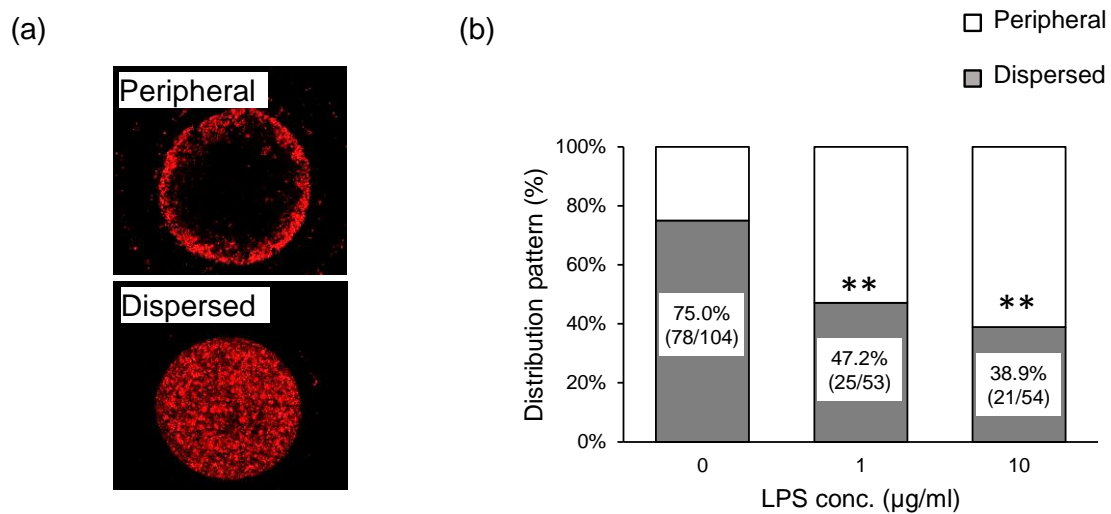 (a)
Peripheral
Dispersed
(b)
Peripheral
Dispersed
Distribution pattern (%)
100%
80%
60%
40%
20%
0%
75.0%
(78/104)
**
47.2%
(25/53)
**
38.9%
(21/54)
0
1
10
LPS conc. (μg/ml)